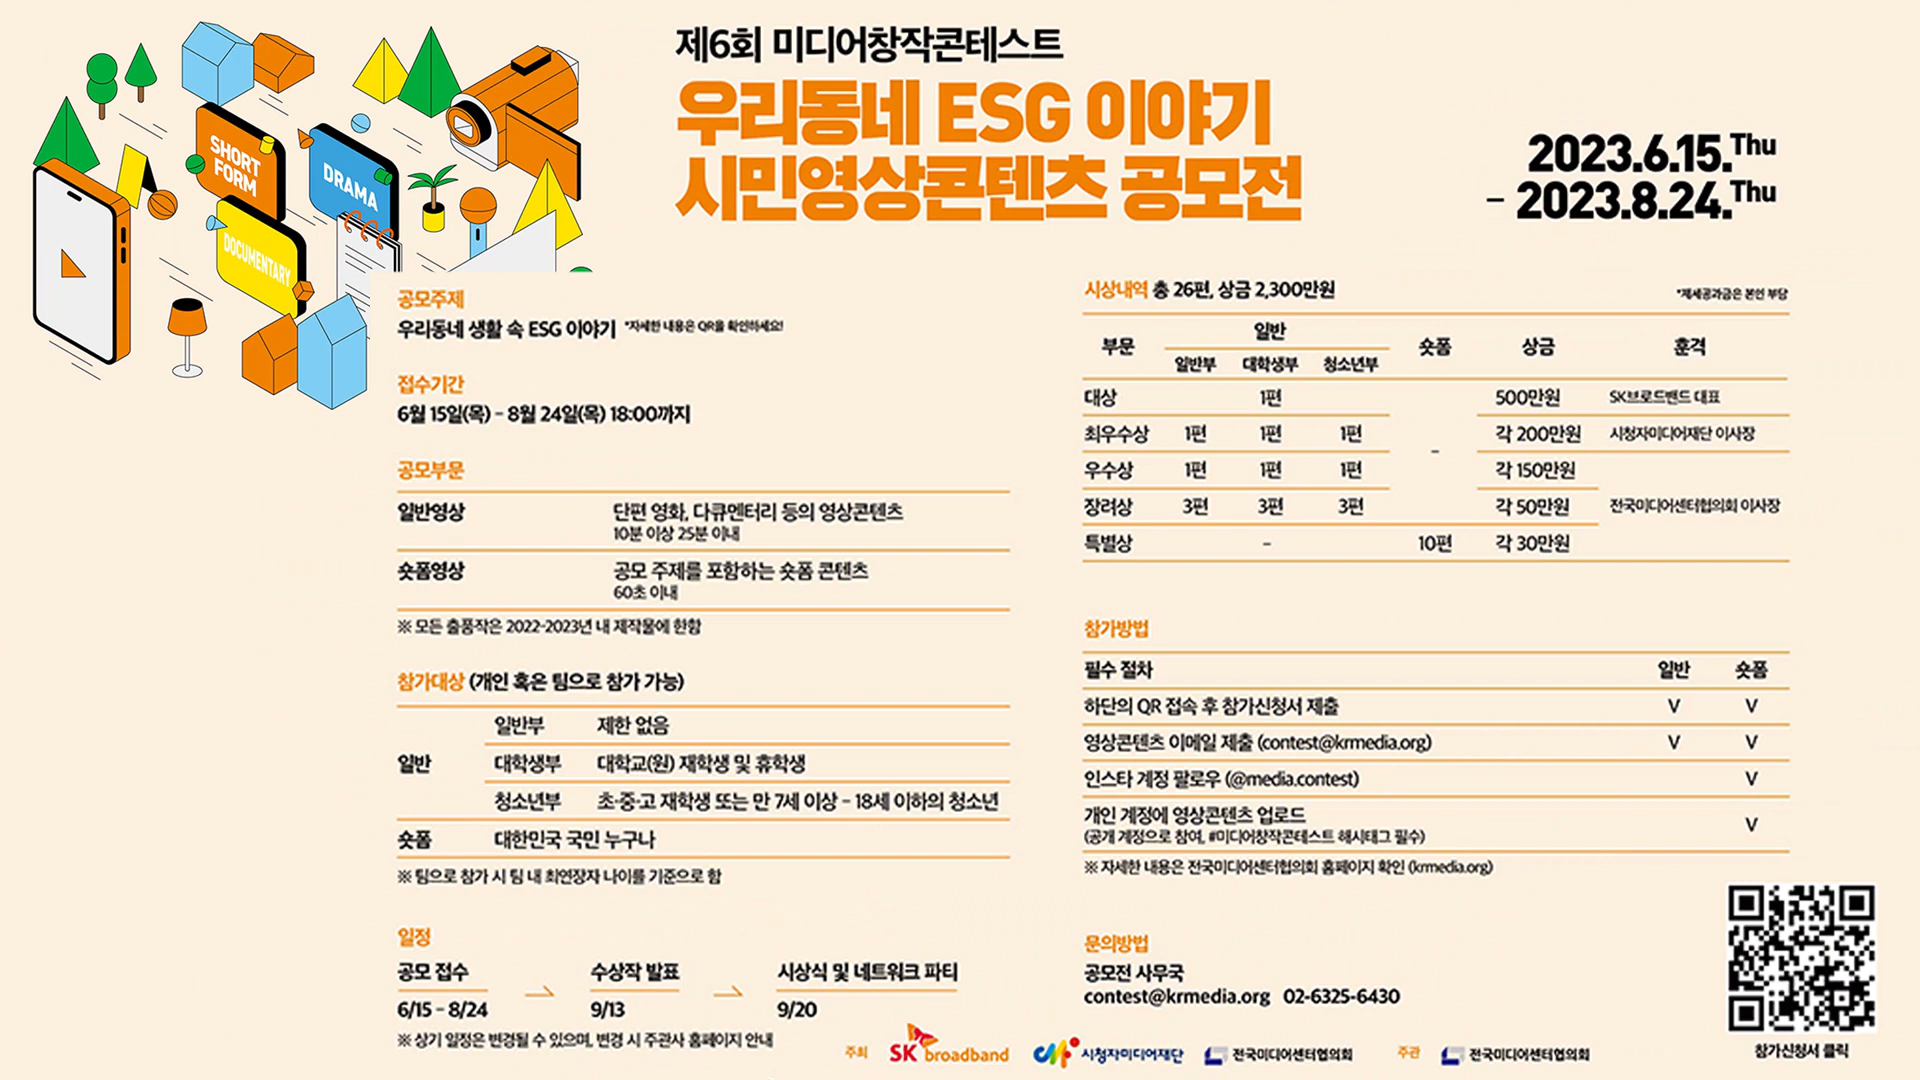 제6회 미디어창작콘테스트
우리동네 ESG 이야기
시민영상콘텐츠 공모전
2023.6.15.Thu
– 2023.8.24.Thu
SHORT
FORM
DRAMA
DOCUMENTARY
공모주제
우리동네 생활 속 ESG 이야기 *자세한 내용은 QR을 확인하세요!
접수기간
6월 15일(목) – 8월 24일(목) 18:00까지
공모부문
일반영상 단편 영화, 다큐멘터리 등의 영상콘텐츠
10분 이상 25분 이내
숏폼영상 공모 주제를 포함하는 숏폼 콘텐츠
60초 이내
※ 모든 출품작은 2022-2023년 내 제작물에 한함
참가대상 (개인 혹은 팀으로 참가 가능)
일반부 제한 없음
일반 대학생부 대학교(원) 재학생 및 휴학생
청소년부 초·중·고 재학생 또는 만 7세 이상 – 18세 이하의 청소년
숏폼 대한민국 국민 누구나
※ 팀으로 참가 시 팀 내 최연장자 나이를 기준으로 함
일정
공모 접수 수상작 발표 시상식 및 네트워크 파티
6/15 – 8/24 9/13 9/20
※ 상기 일정은 변경될 수 있으며, 변경 시 주관사 홈페이지 안내
시상내역 총 26편, 상금 2,300만원 *제세공과금은 본인 부담
부문 일반 숏폼 상금 훈격
일반부 대학생부 청소년부
대상 1편 500만원 SK브로드밴드 대표
최우수상 1편 1편 1편 각 200만원 시청자미디어재단 이사장
–
우수상 1편 1편 1편 각 150만원
장려상 3편 3편 3편 각 50만원 전국미디어센터협의회 이사장
특별상 – 10편 각 30만원
참가방법
필수 절차 일반 숏폼
하단의 QR 접속 후 참가신청서 제출 V V
영상콘텐츠 이메일 제출 (contest@krmedia.org) V V
인스타 계정 팔로우 (@media.contest) V
개인 계정에 영상콘텐츠 업로드 V
(공개 계정으로 참여, #미디어창작콘테스트 해시태그 필수)
※ 자세한 내용은 전국미디어센터협의회 홈페이지 확인 (krmedia.org)
문의방법
공모전 사무국
contest@krmedia.org 02-6325-6430
참가신청서 클릭
주최 SK broadband 시청자미디어재단 전국미디어센터협의회 주관 전국미디어센터협의회